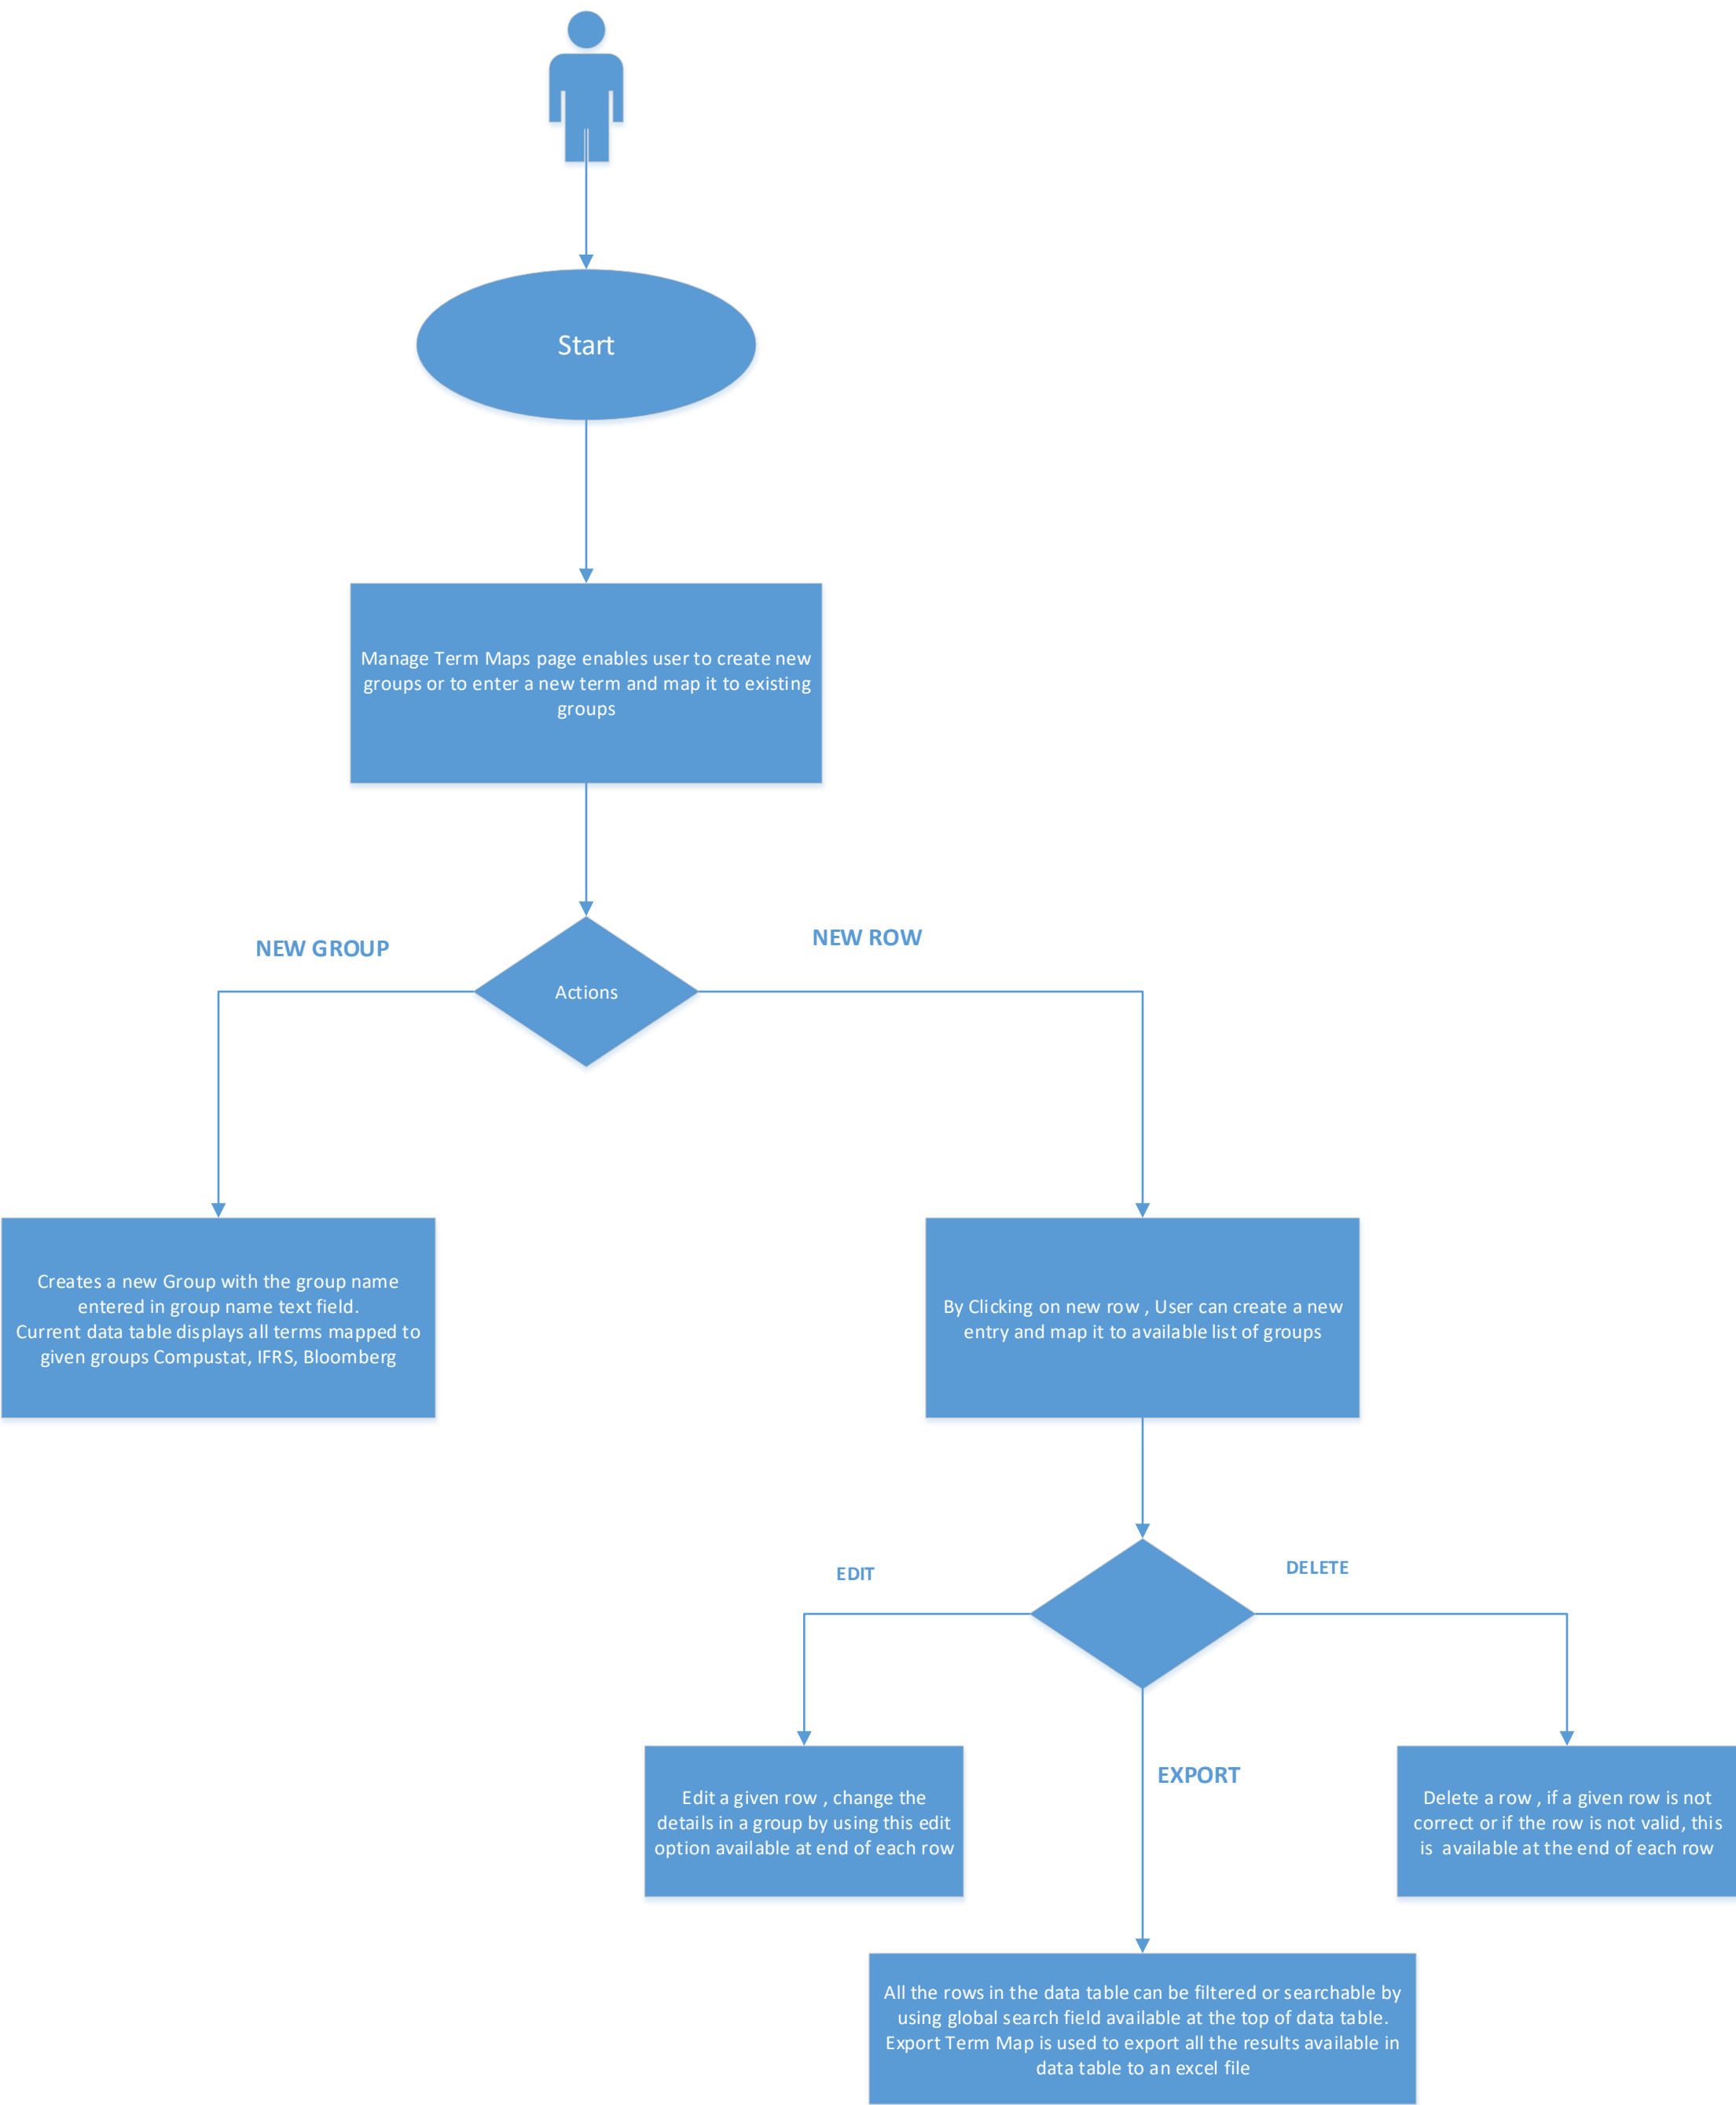 Start
Manage Term Maps page enables user to create new
groups or to enter a new term and map it to existing
groups
NEW GROUP
NEW ROW
Actions
Creates a new Group with the group name
entered in group name text field.
Current data table displays all terms mapped to
given groups Compustat, IFRS, Bloomberg
By Clicking on new row , User can create a new
entry and map it to available list of groups
EDIT
DELETE
EXPORT
Edit a given row , change the
details in a group by using this edit
option available at end of each row
Delete a row , if a given row is not
correct or if the row is not valid, this
is  available at the end of each row
All the rows in the data table can be filtered or searchable by
using global search field available at the top of data table.
Export Term Map is used to export all the results available in
data table to an excel file